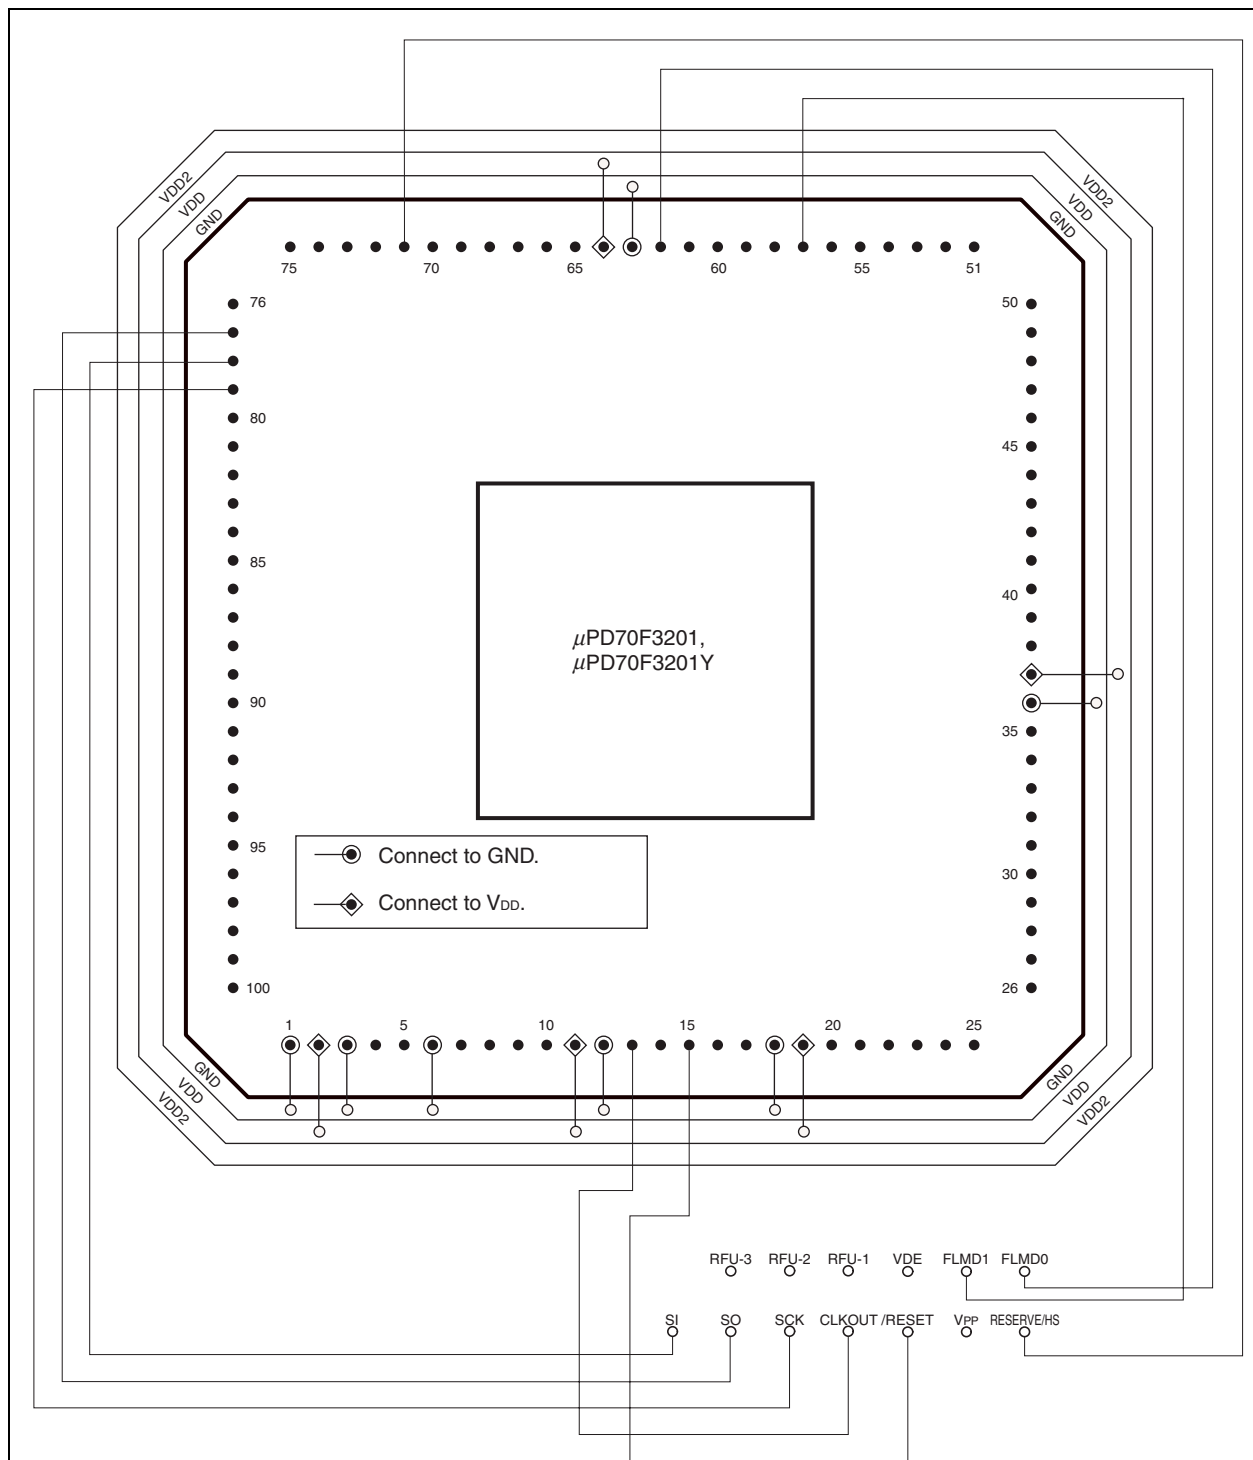 VDD2
VDD
GND
VDD2
VDD
GND
75
70
65
60
55
51
76
50
80
45
85
40
μPD70F3201,
μPD70F3201Y
90
35
95
Connect to GND.
30
Connect to VDD.
100
26
1
5
10
15
20
25
GND
VDD
VDD2
GND
VDD
VDD2
RFU-3 RFU-2 RFU-1 VDE FLMD1 FLMD0
SI SO SCK CLKOUT /RESET VPP RESERVE/HS